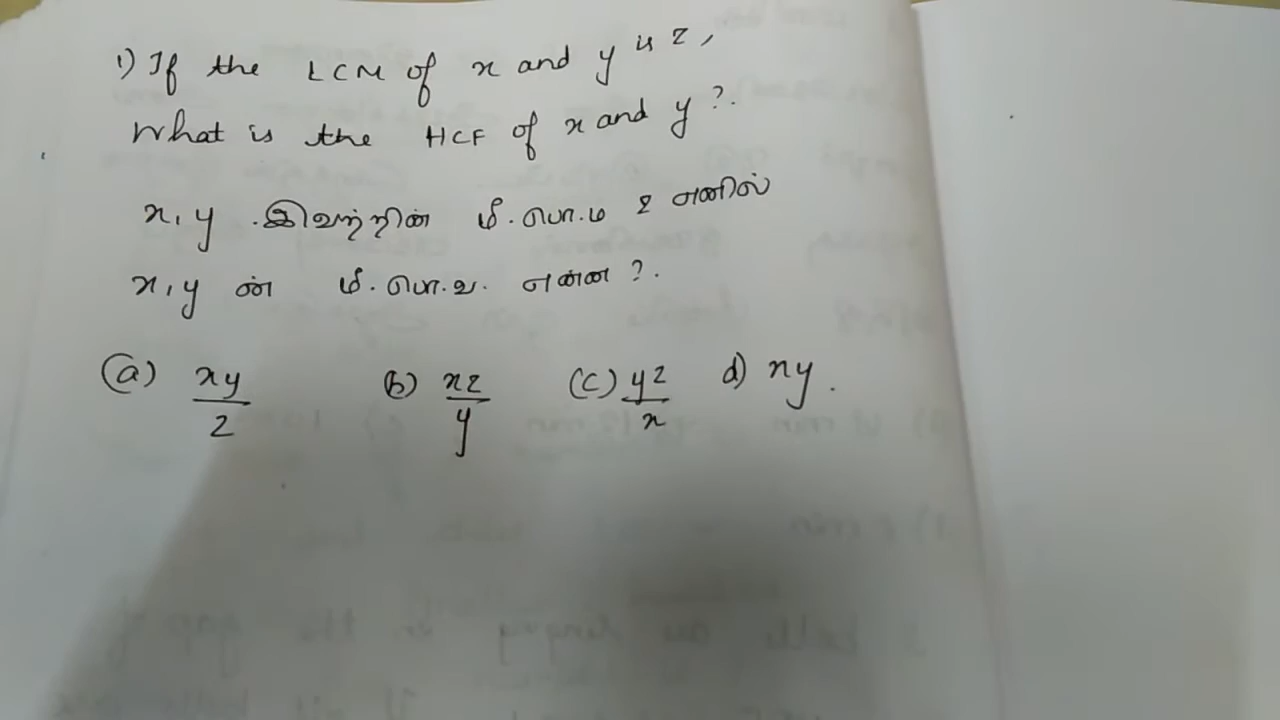 1) If the LCM of x and y is z,
What is the HCF of x and y?.
x, y இவற்றின் மீ.பொ.ம z எனில்
x, y ன் மீ.பொ.வ. என்ன?.
(a) xy/z (b) xz/y (c) yz/x d) xy.